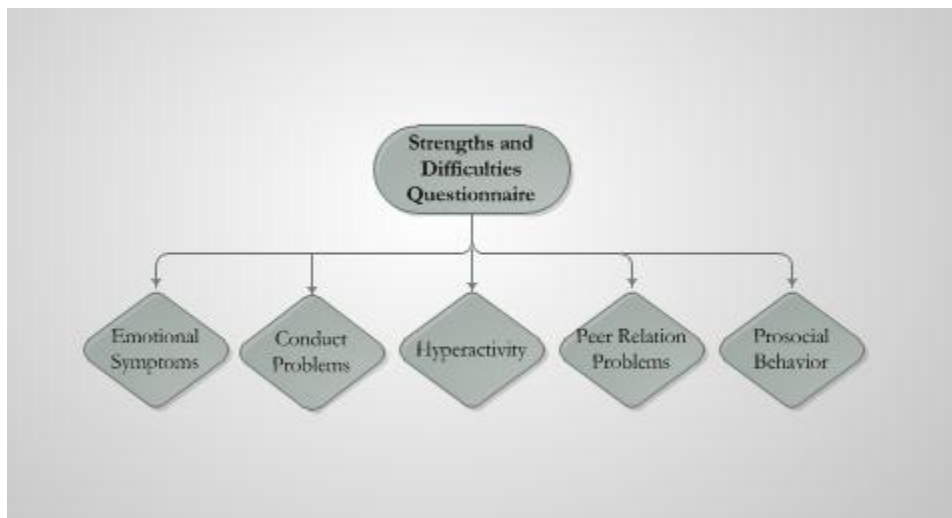 Strengths and
Difficulties
Questionnaire
Emotional
Symptoms
Conduct
Problems
Hyperactivity
Peer Relation
Problems
Prosocial
Behavior